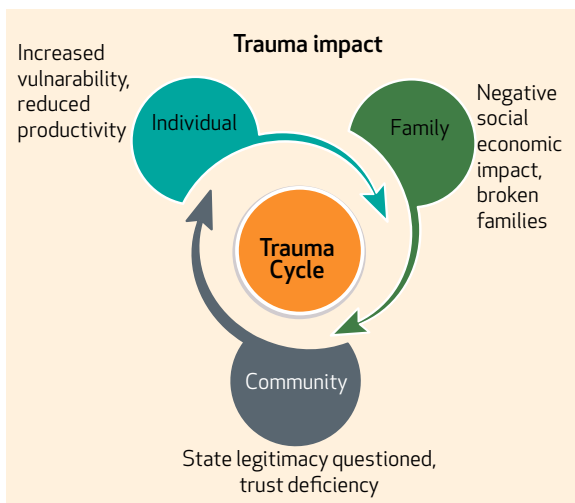 Trauma impact
Increased
vulnarability,
reduced
productivity
Individual
Family
Negative
social
economic
impact,
broken
families
Trauma
Cycle
Community
State legitimacy questioned,
trust deficiency